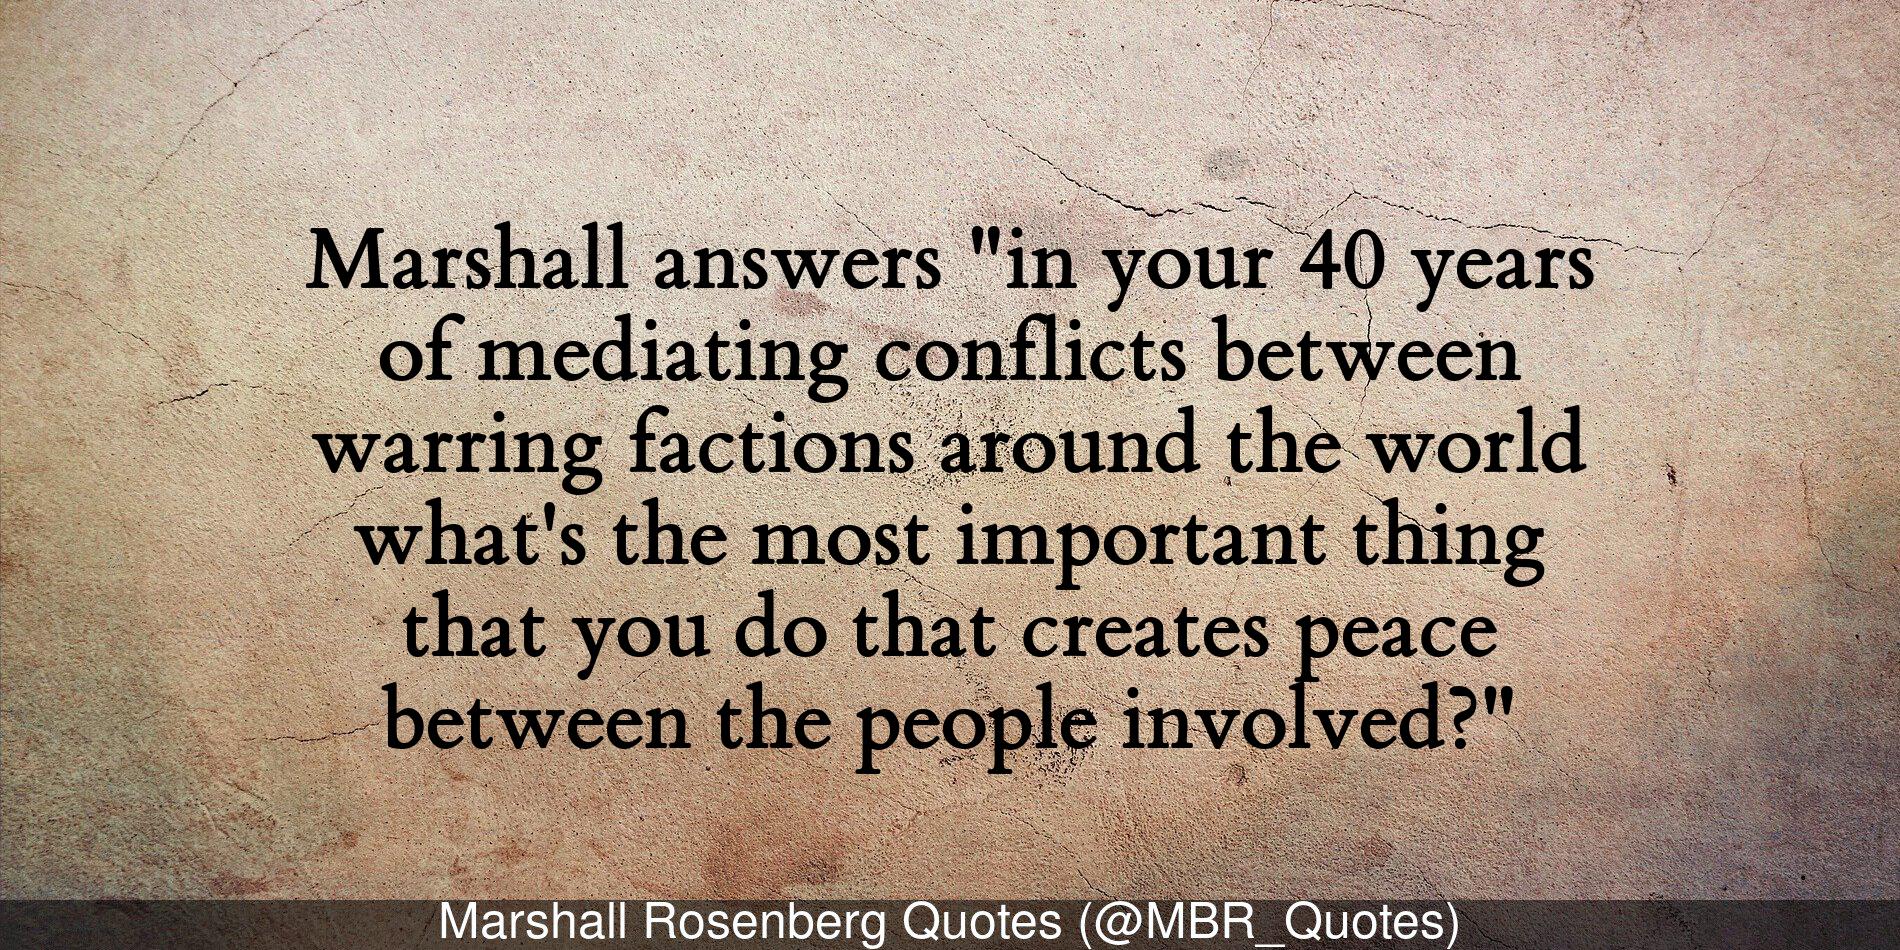 Marshall answers "in your 40 years
of mediating conflicts between
warring factions around the world
what's the most important thing
that you do that creates peace
between the people involved?"
Marshall Rosenberg Quotes (@MBR_Quotes)